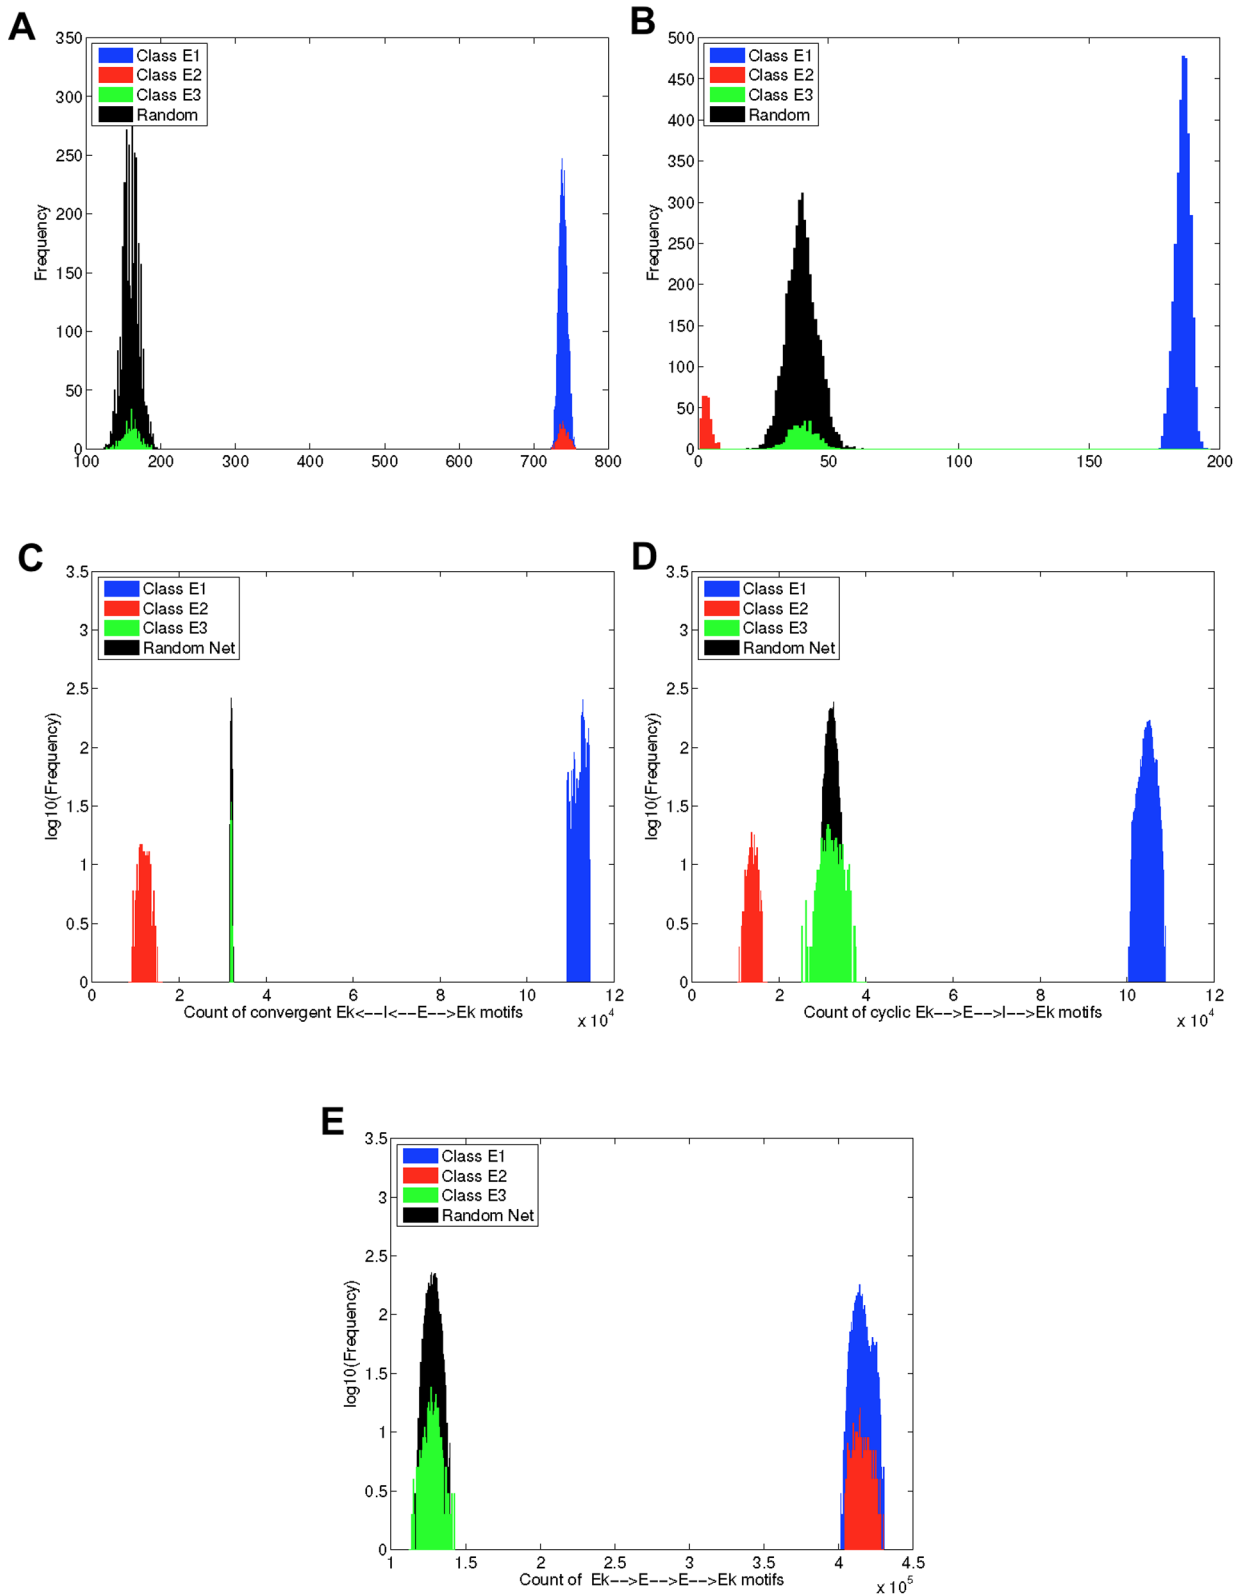 A
350
300
250
200
150
100
50
0
Frequency
Class E1
Class E2
Class E3
Random
100 200 300 400 500 600 700 800
B
500
450
400
350
300
250
200
150
100
50
0
Frequency
Class E1
Class E2
Class E3
Random
0 50 100 150 200
C
3.5
3
2.5
2
1.5
1
0.5
0
log10(Frequency)
Class E1
Class E2
Class E3
Random Net
0 2 4 6 8 10 12
Count of convergent Ek<--I<--E-->Ek motifs
x 10^4
D
3.5
3
2.5
2
1.5
1
0.5
0
log10(Frequency)
Class E1
Class E2
Class E3
Random Net
0 2 4 6 8 10 12
Count of cyclic Ek-->E-->I-->Ek motifs
x 10^4
E
3.5
3
2.5
2
1.5
1
0.5
0
log10(Frequency)
Class E1
Class E2
Class E3
Random Net
1 1.5 2 2.5 3 3.5 4 4.5
Count of Ek-->E-->E-->Ek motifs
x 10^5